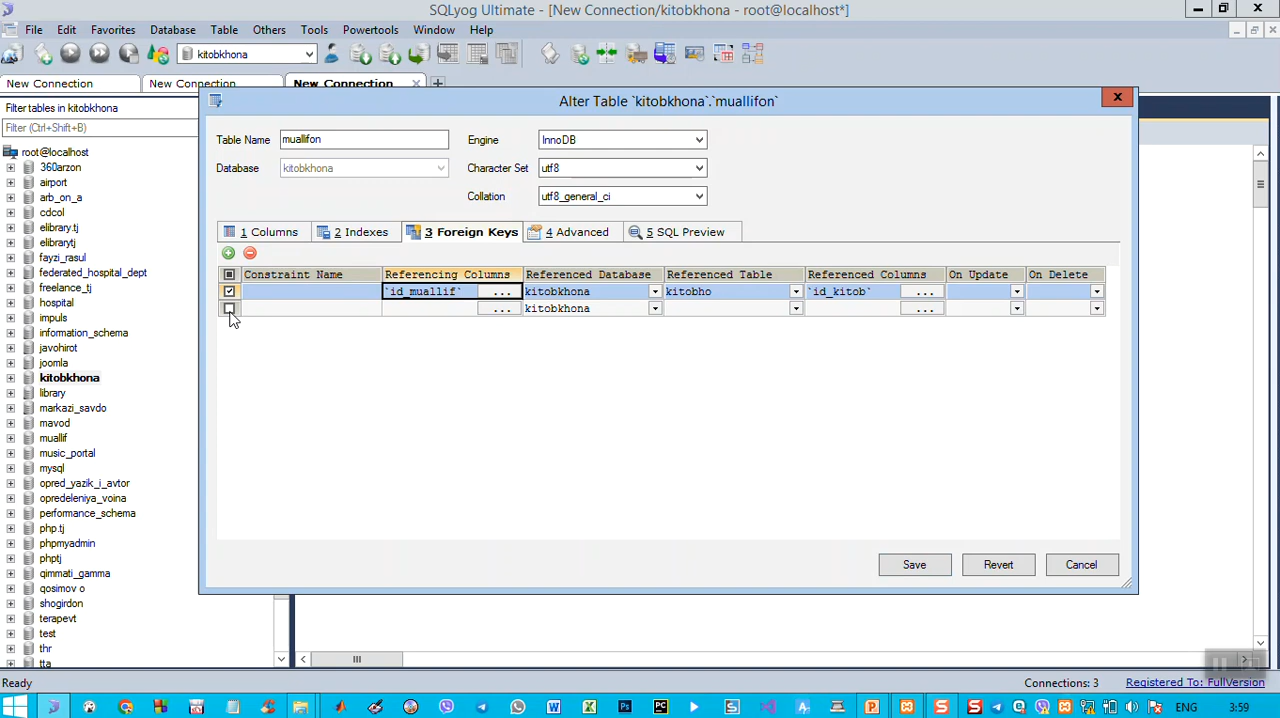 SQLyog Ultimate - [New Connection/kitobkhona - root@localhost*]
File Edit Favorites Database Table Others Tools Powertools Window Help
kitobkhona
New Connection New Connection New Connection
Filter tables in kitobkhona
Filter (Ctrl+Shift+B)
root@localhost
360arzon
airport
arb_on_a
cdcol
elibrary.tj
elibrarytj
fayzi_rasul
federated_hospital_dept
freelance_tj
hospital
impuls
information_schema
javohirot
joomla
kitobkhona
library
markazi_savdo
mavod
muallif
music_portal
mysql
opred_yazik_i_avtor
opredeleniya_voina
performance_schema
php.tj
phpmyadmin
phptj
qimmati_gamma
qosimov o
shogirdon
terapevt
test
thr
tta
Alter Table `kitobkhona`.`muallifon`
Table Name muallifon Engine InnoDB
Database kitobkhona Character Set utf8
Collation utf8_general_ci
1 Columns 2 Indexes 3 Foreign Keys 4 Advanced 5 SQL Preview
Constraint Name Referencing Columns Referenced Database Referenced Table Referenced Columns On Update On Delete
`id_muallif` ... kitobkhona kitobho `id_kitob` ...
... kitobkhona ...
Save Revert Cancel
Ready Connections: 3 Registered To: FullVersion
ENG 3:59